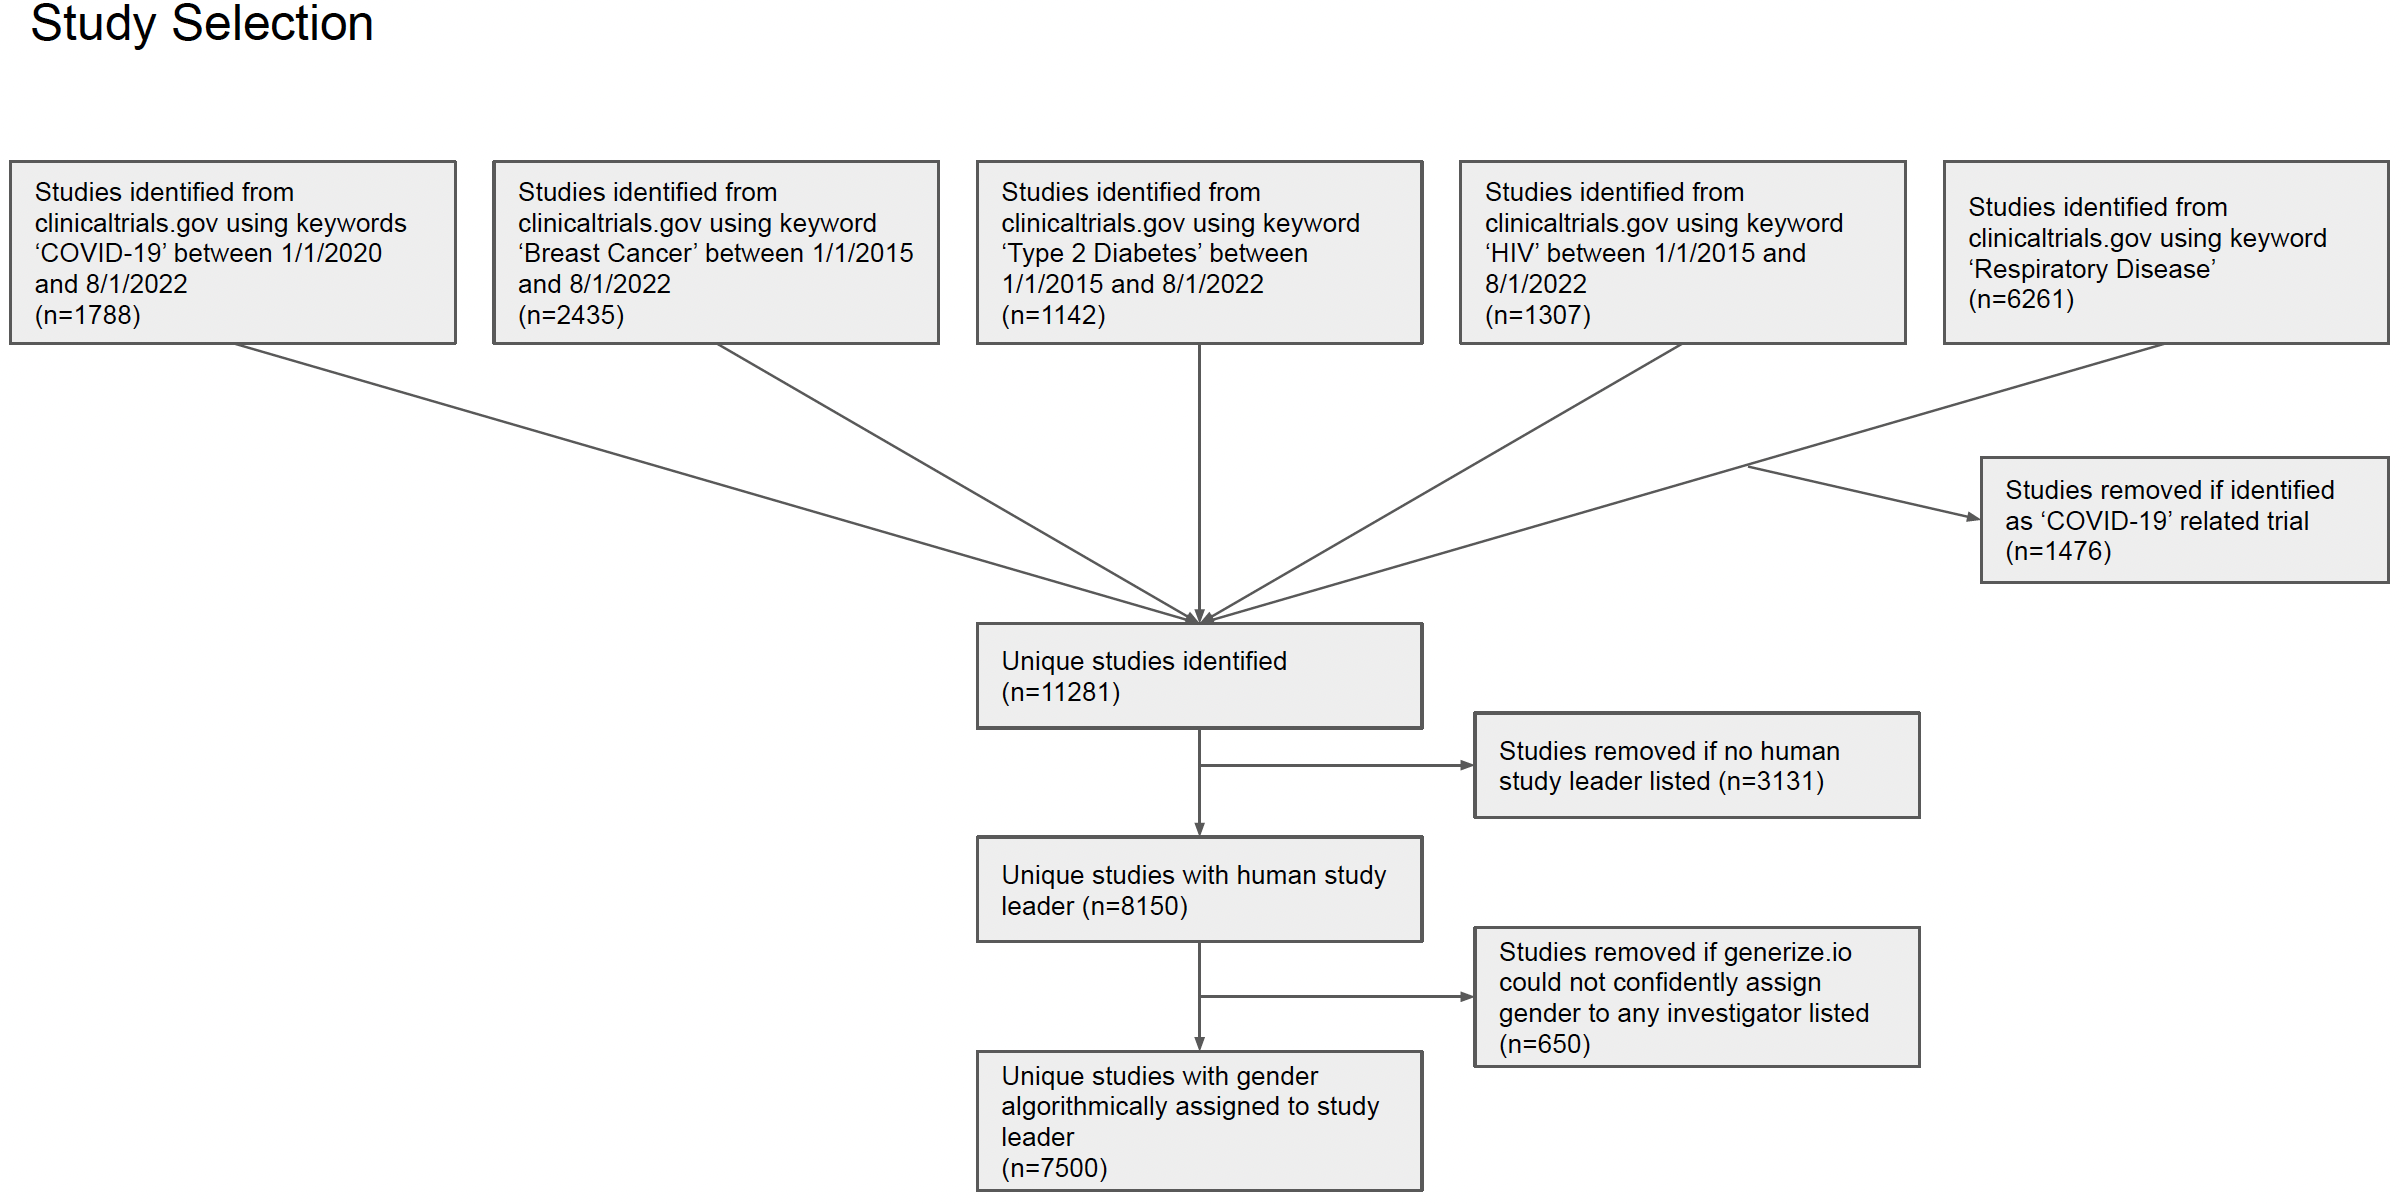 Study Selection
Studies identified from
clinicaltrials.gov using keywords
‘COVID-19’ between 1/1/2020
and 8/1/2022
(n=1788)
Studies identified from
clinicaltrials.gov using keyword
‘Breast Cancer’ between 1/1/2015
and 8/1/2022
(n=2435)
Studies identified from
clinicaltrials.gov using keyword
‘Type 2 Diabetes’ between
1/1/2015 and 8/1/2022
(n=1142)
Studies identified from
clinicaltrials.gov using keyword
‘HIV’ between 1/1/2015 and
8/1/2022
(n=1307)
Studies identified from
clinicaltrials.gov using keyword
‘Respiratory Disease’
(n=6261)
Studies removed if identified
as ‘COVID-19’ related trial
(n=1476)
Unique studies identified
(n=11281)
Studies removed if no human
study leader listed (n=3131)
Unique studies with human study
leader (n=8150)
Studies removed if generize.io
could not confidently assign
gender to any investigator listed
(n=650)
Unique studies with gender
algorithmically assigned to study
leader
(n=7500)